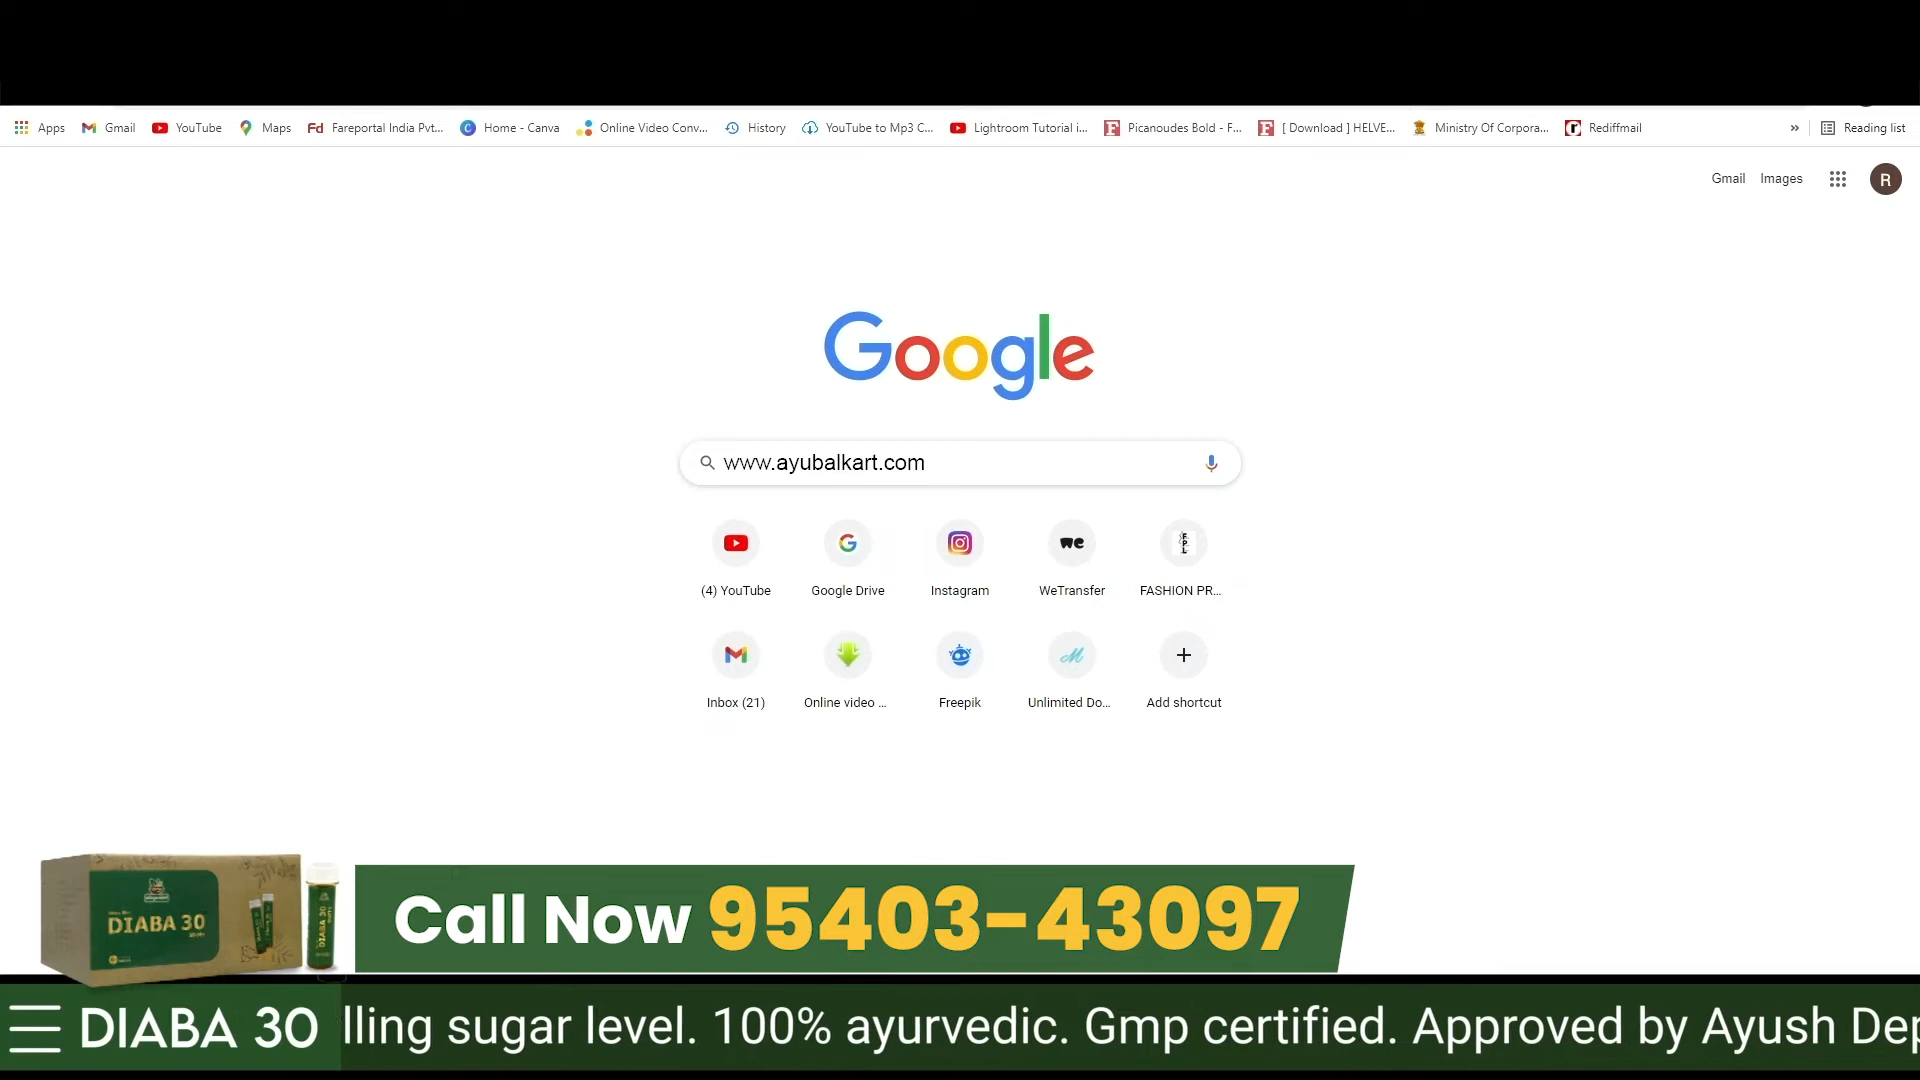 Apps Gmail YouTube Maps Fareportal India Pvt... Home - Canva Online Video Conv... History YouTube to Mp3 C... Lightroom Tutorial i... Picanoudes Bold - F... [ Download ] HELVE... Ministry Of Corpora... Rediffmail » Reading list
Gmail Images R
Google
www.ayubalkart.com
(4) YouTube Google Drive Instagram WeTransfer FASHION PR...
Inbox (21) Online video ... Freepik Unlimited Do... Add shortcut
DIABA 30
DIABA 30
Call Now 95403-43097
DIABA 30 lling sugar level. 100% ayurvedic. Gmp certified. Approved by Ayush Dep